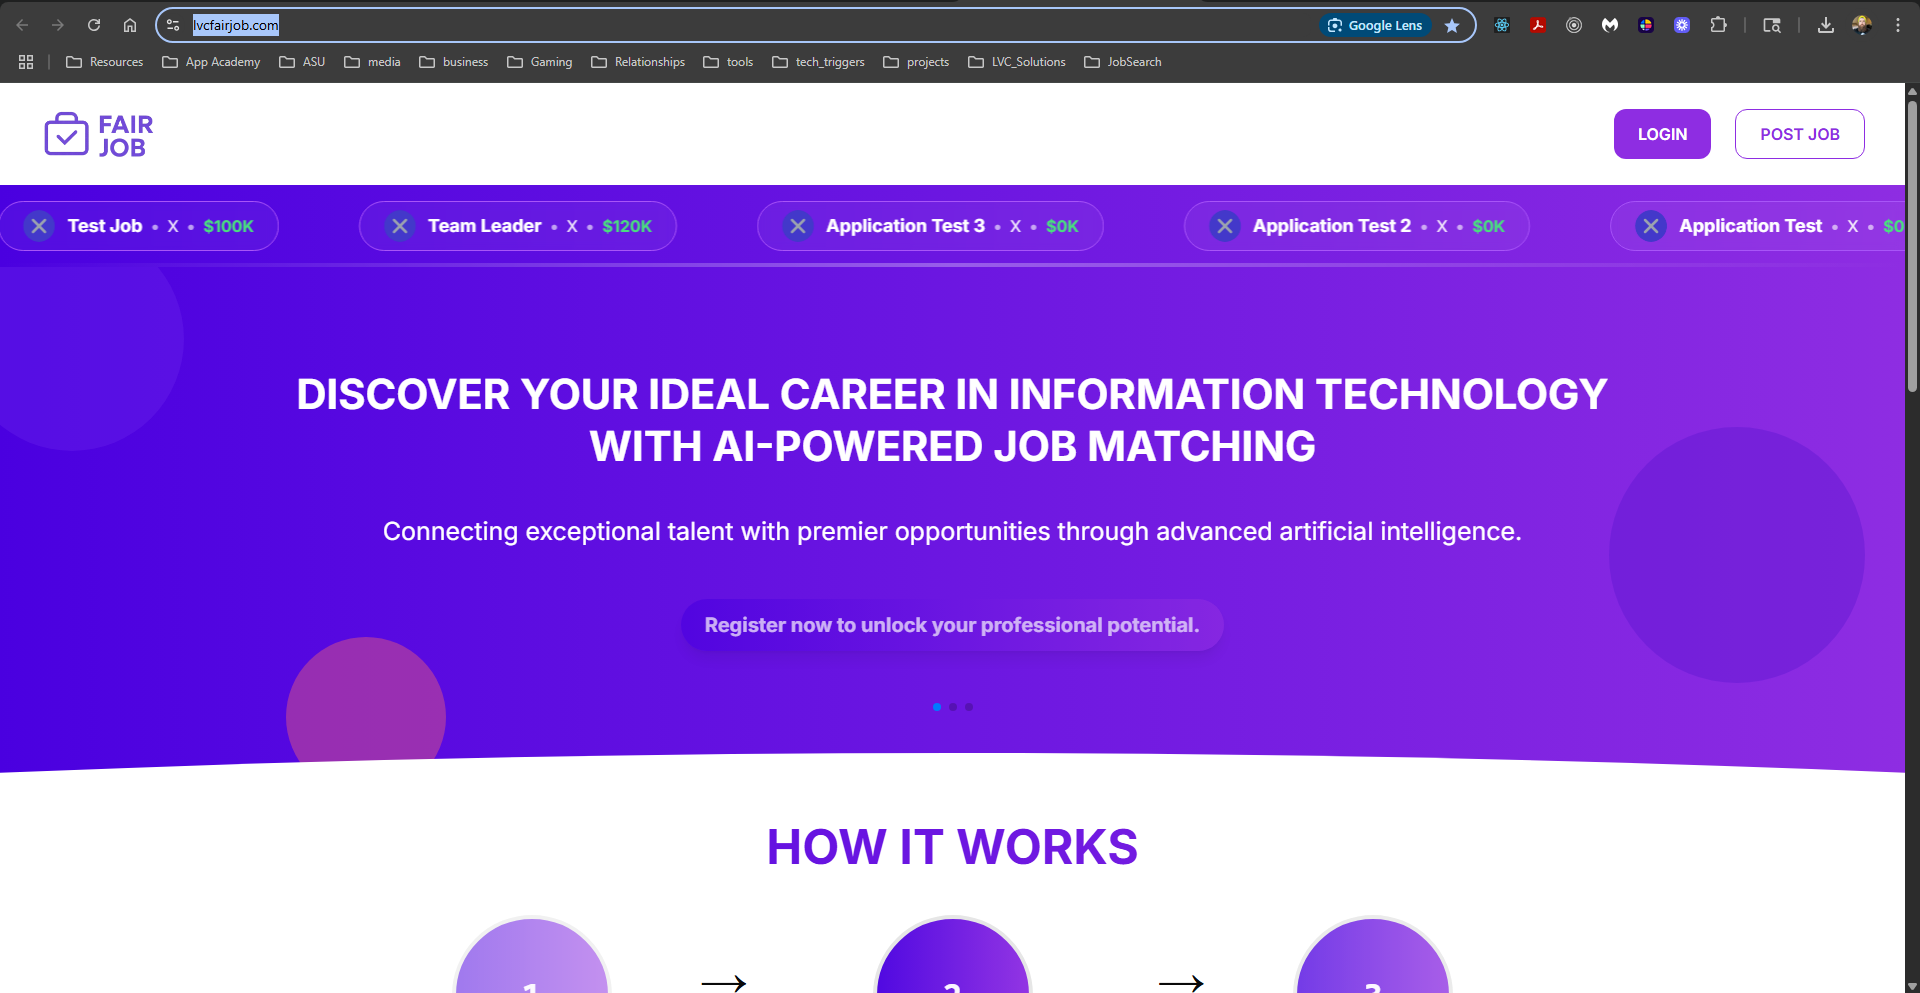 lvcfairjob.com
Google Lens
Resources App Academy ASU media business Gaming Relationships tools tech_triggers projects LVC_Solutions JobSearch
FAIR
JOB
LOGIN POST JOB
Test Job • X • $100K Team Leader • X • $120K Application Test 3 • X • $0K Application Test 2 • X • $0K Application Test • X • $0
DISCOVER YOUR IDEAL CAREER IN INFORMATION TECHNOLOGY
WITH AI-POWERED JOB MATCHING
Connecting exceptional talent with premier opportunities through advanced artificial intelligence.
Register now to unlock your professional potential.
HOW IT WORKS
1 → 2 → 3